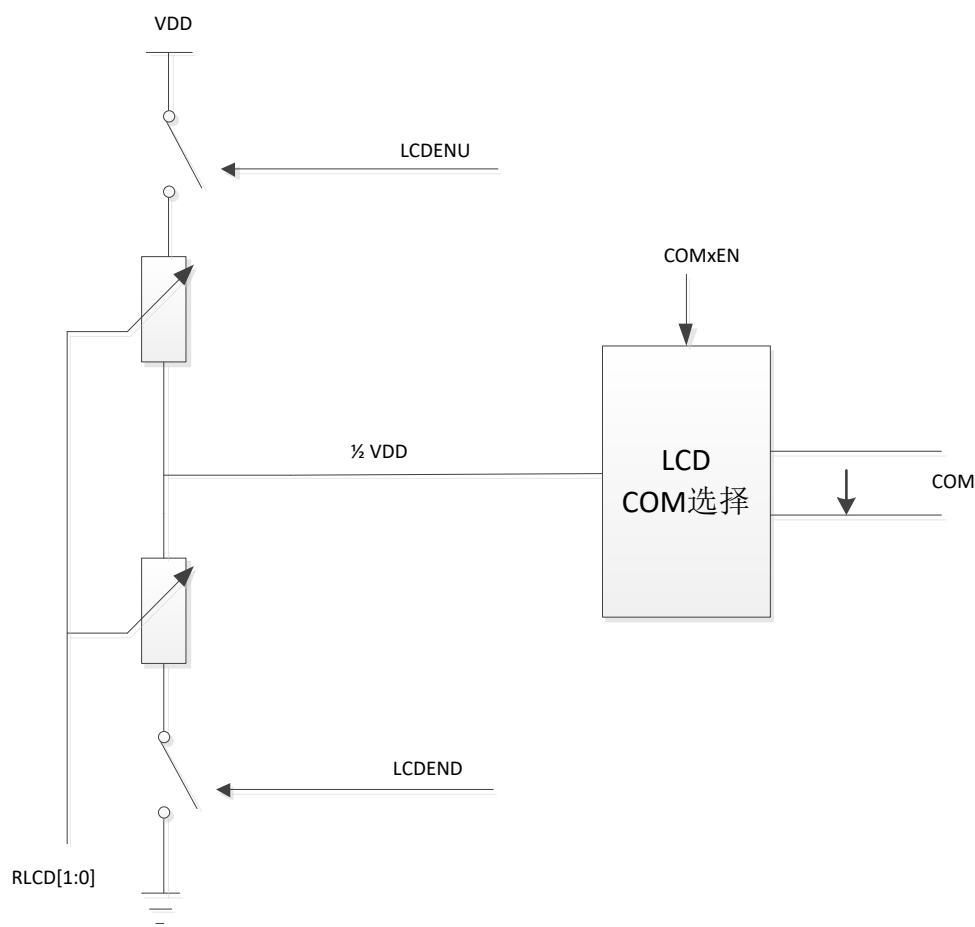 VDD
LCDENU
COMxEN
½ VDD
LCD
COM选择
COM
LCDEND
RLCD[1:0]